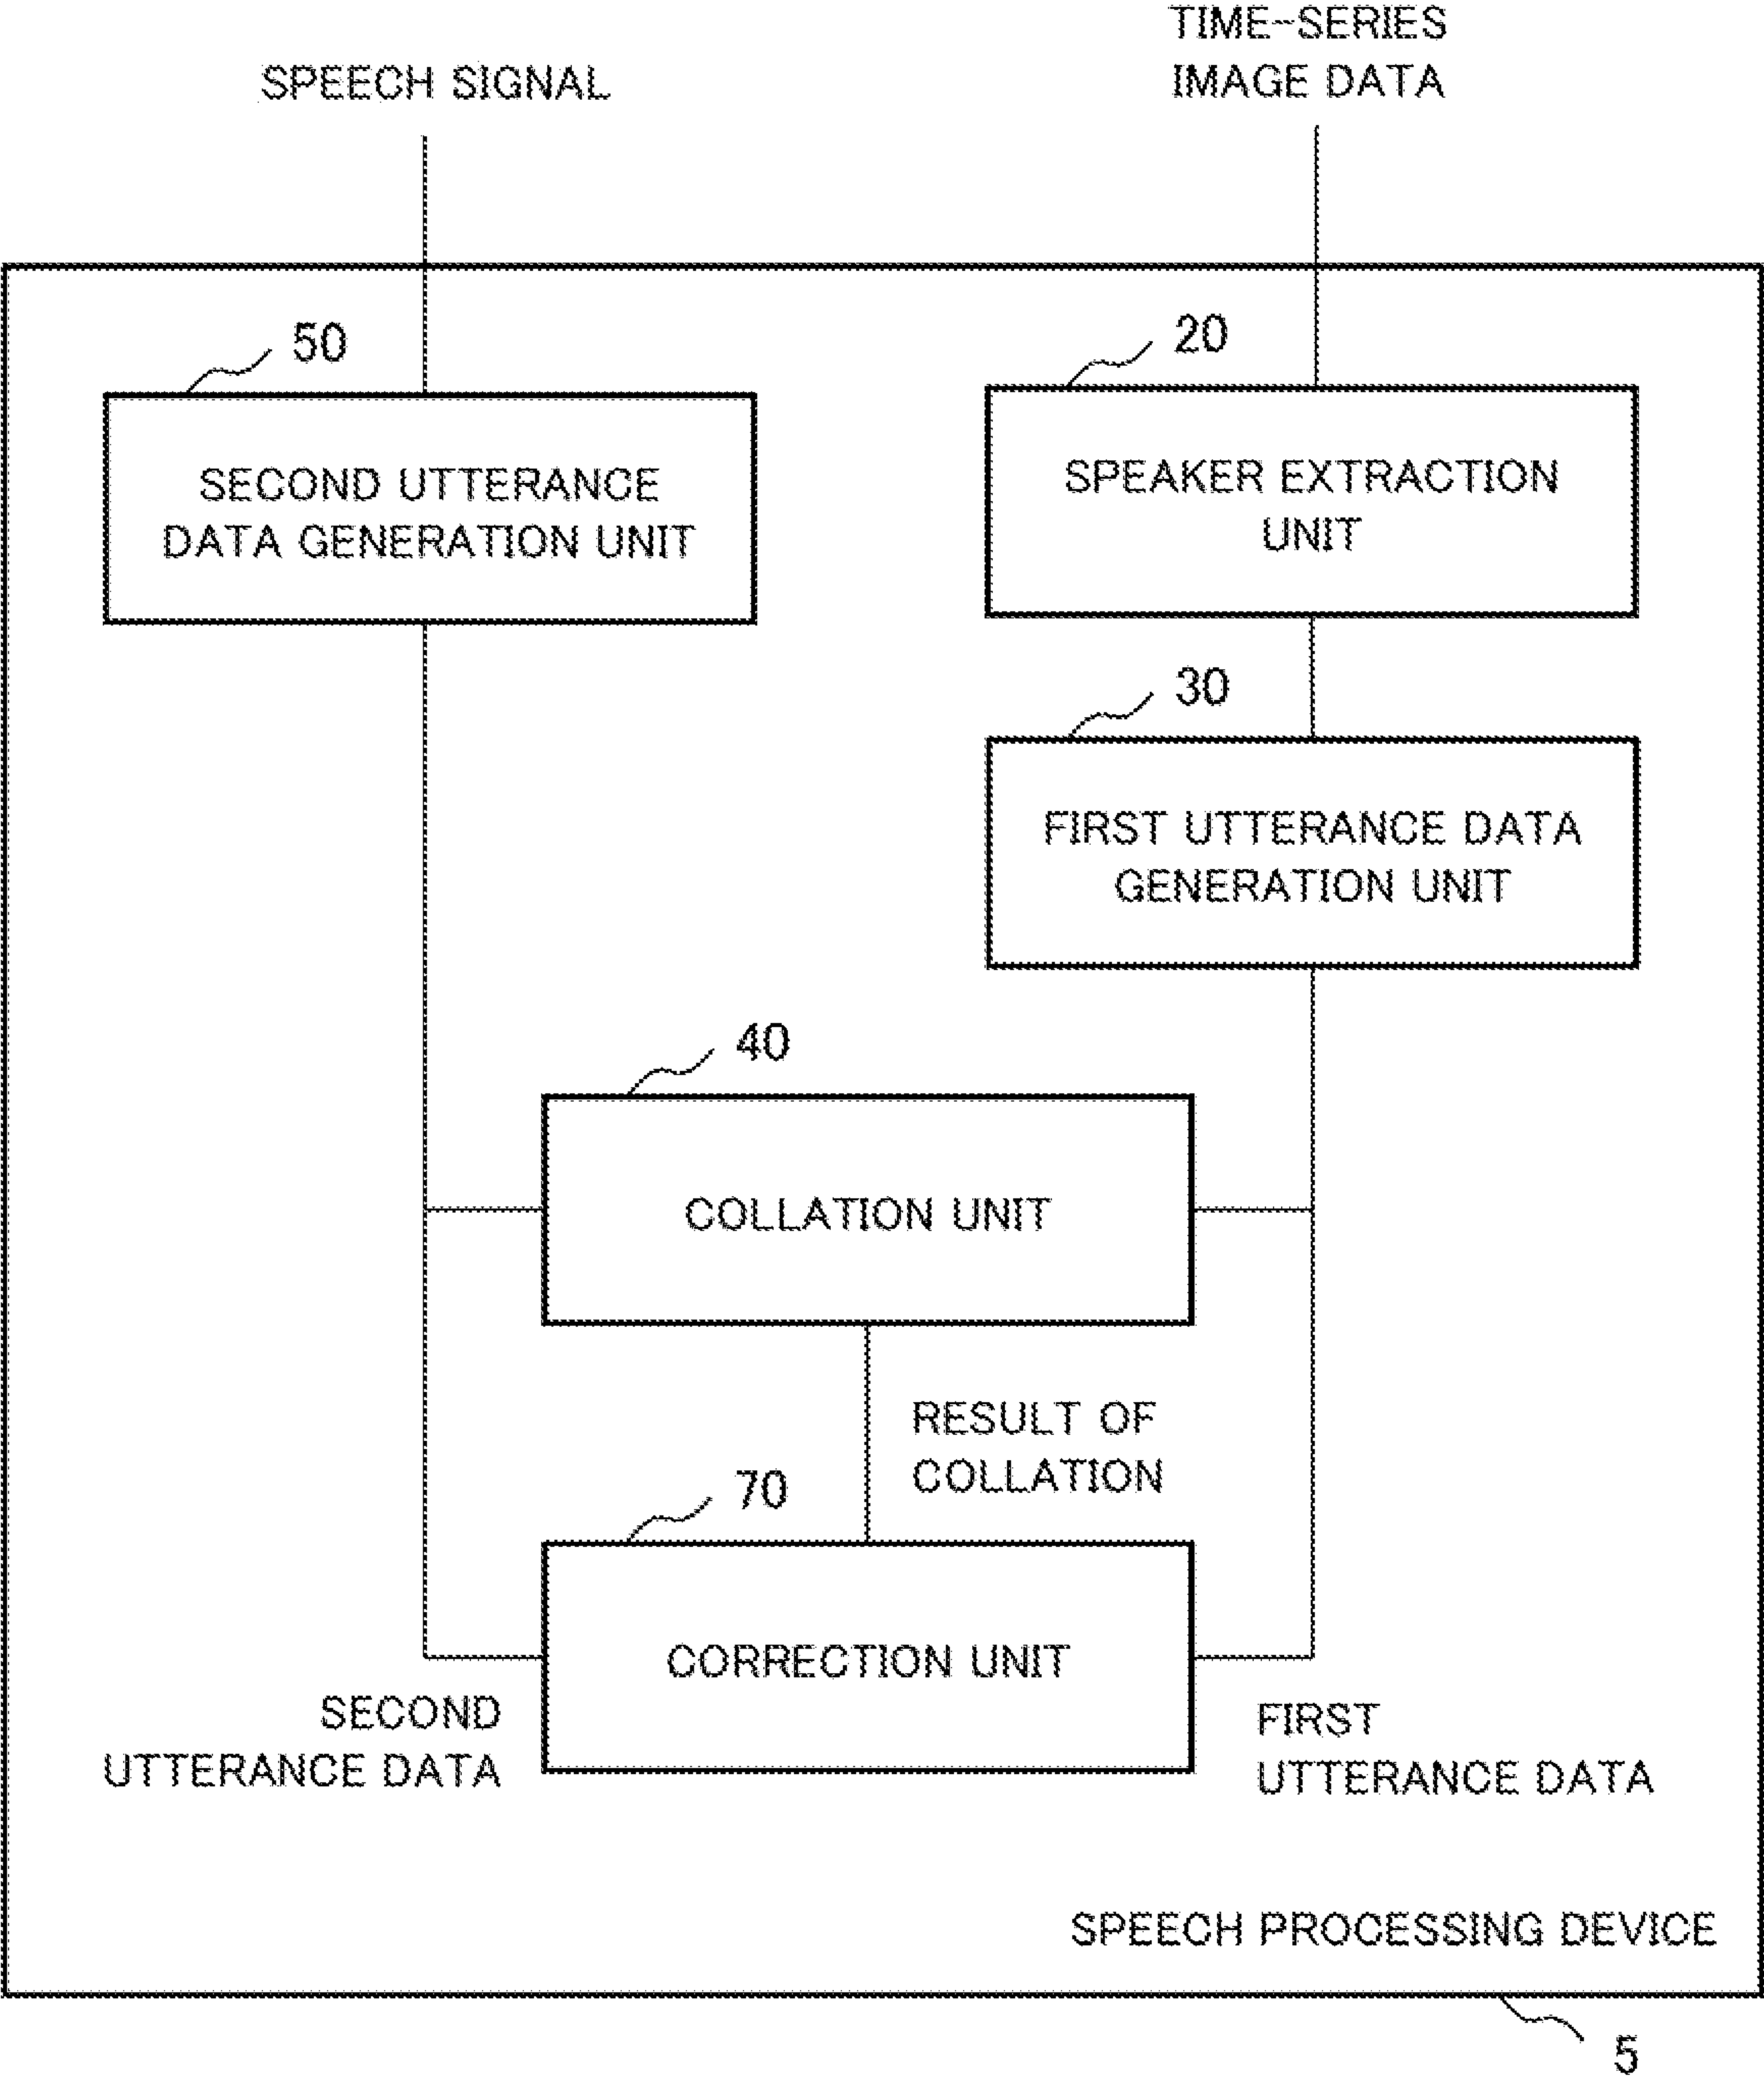 TIME-SERIES
IMAGE DATA
SPEECH SIGNAL
50
20
SECOND UTTERANCE
DATA GENERATION UNIT
SPEAKER EXTRACTION
UNIT
30
FIRST UTTERANCE DATA
GENERATION UNIT
40
COLLATION UNIT
RESULT OF
COLLATION
70
CORRECTION UNIT
SECOND
UTTERANCE DATA
FIRST
UTTERANCE DATA
SPEECH PROCESSING DEVICE
5